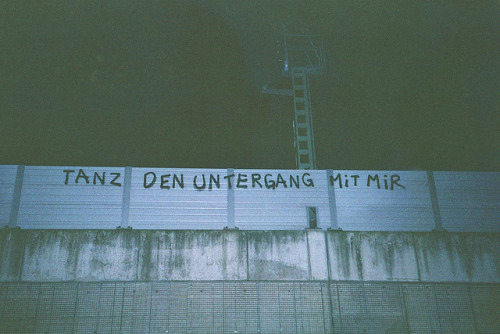 TANZ DEN UNTERGANG MiT MiR